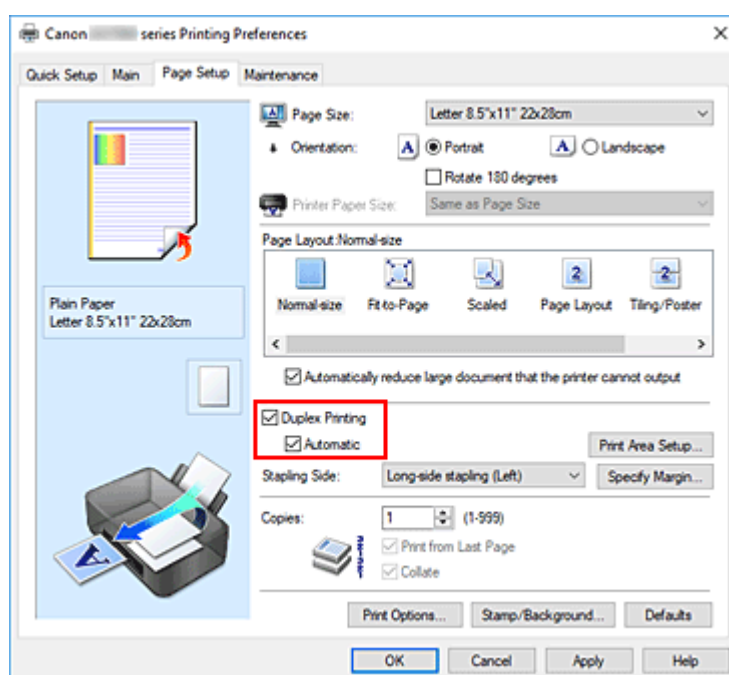 Canon series Printing Preferences
Quick Setup Main Page Setup Maintenance
Page Size: Letter 8.5"x11" 22x28cm
Orientation: A Portrait A Landscape
Rotate 180 degrees
Printer Paper Size: Same as Page Size
Page Layout:Normal-size
2 2
Normal-size Fit-to-Page Scaled Page Layout Tiling/Poster
Plain Paper
Letter 8.5"x11" 22x28cm
Automatically reduce large document that the printer cannot output
Duplex Printing
Automatic
Print Area Setup...
Stapling Side: Long-side stapling (Left) Specify Margin...
Copies: 1 (1-999)
Print from Last Page
Collate
A
Print Options... Stamp/Background... Defaults
OK Cancel Apply Help